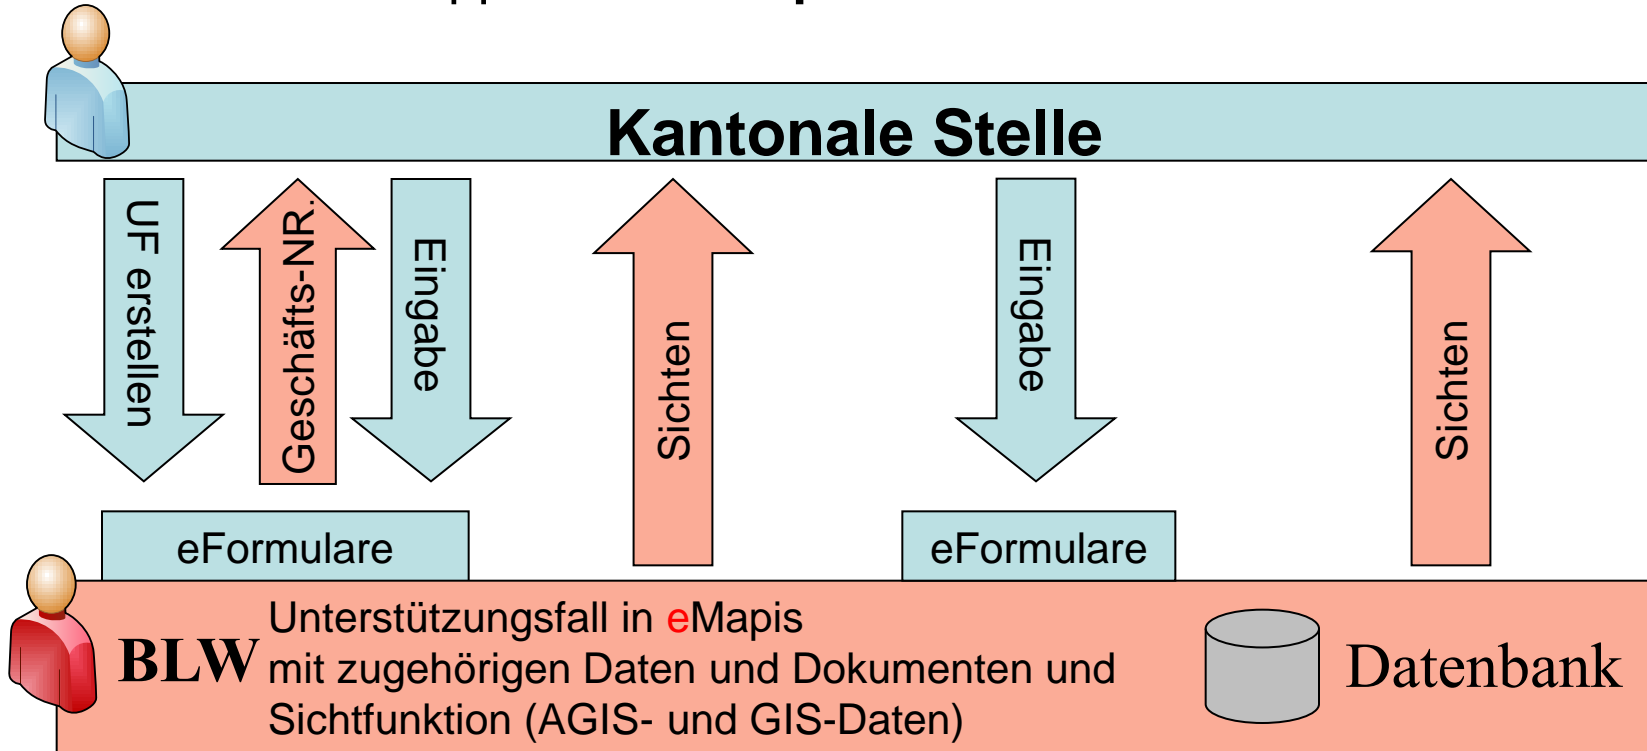 Kantonale Stelle
UF erstellen
Geschäfts-NR.
Eingabe
Sichten
Eingabe
Sichten
eFormulare
eFormulare
BLW
Unterstützungsfall in eMapis
mit zugehörigen Daten und Dokumenten und
Sichtfunktion (AGIS- und GIS-Daten)
Datenbank